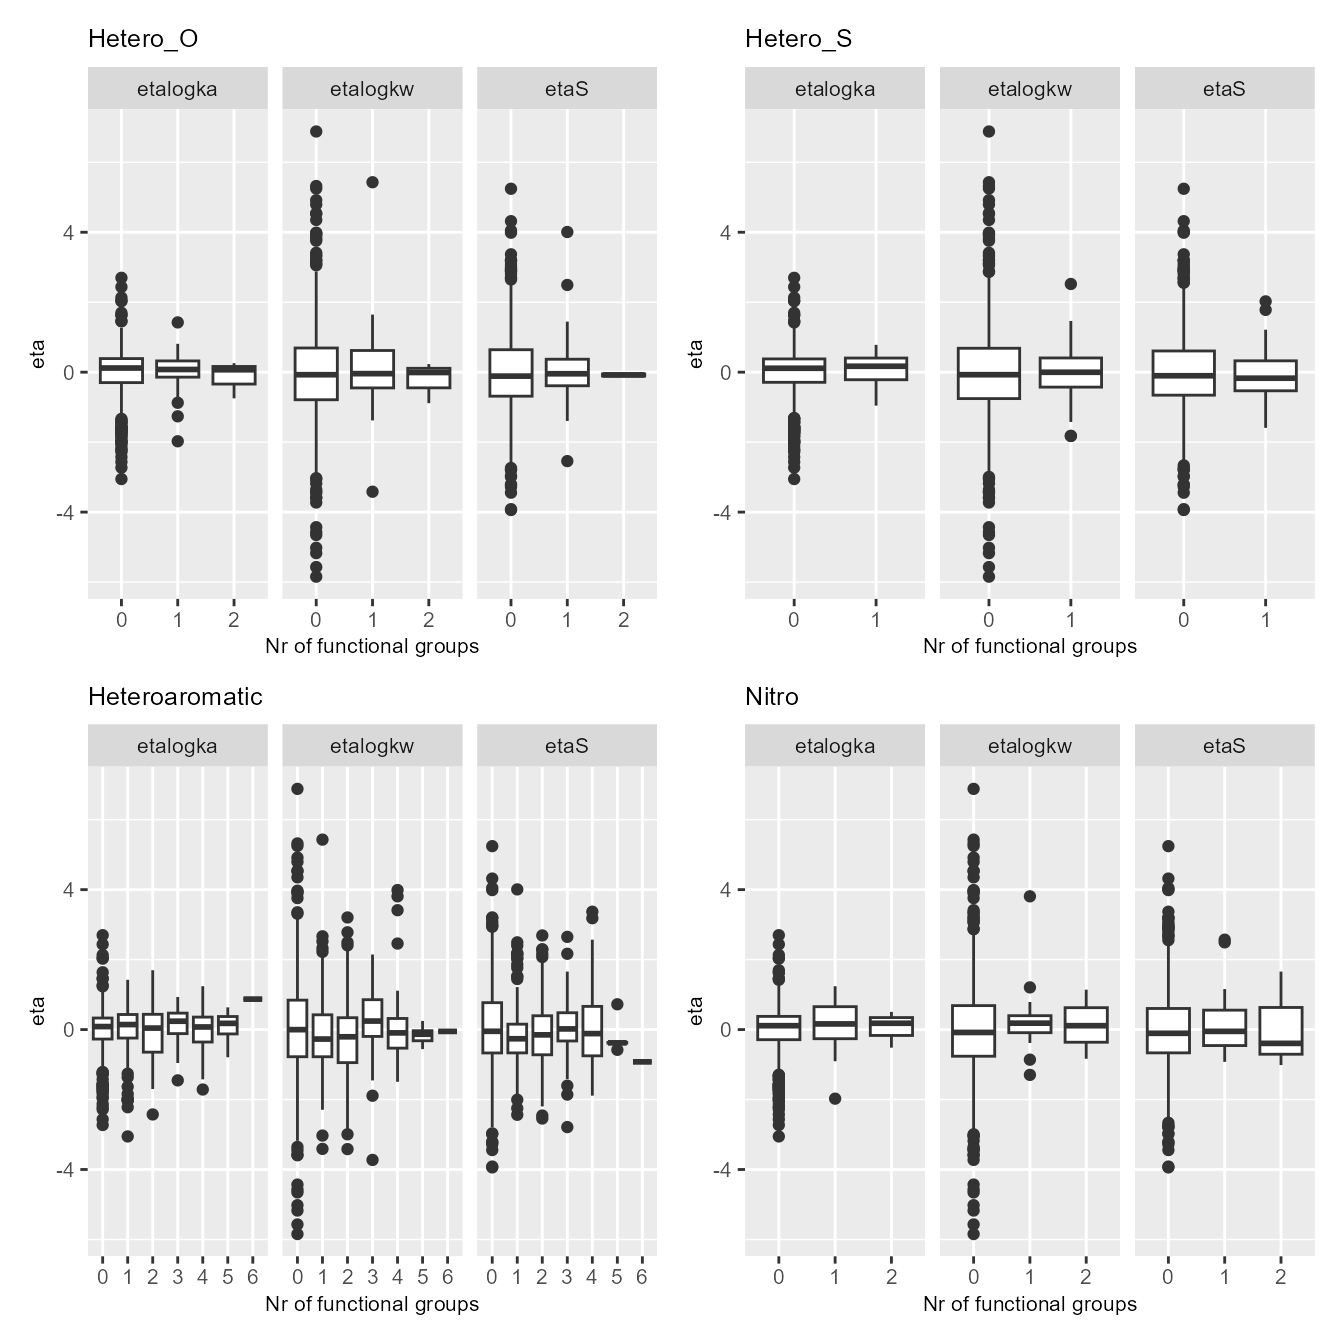 Hetero_O
etalogka etalogkw etaS
eta
4
0
-4
0 1 2 0 1 2 0 1 2
Nr of functional groups
Hetero_S
etalogka etalogkw etaS
eta
4
0
-4
0 1 0 1 0 1
Nr of functional groups
Heteroaromatic
etalogka etalogkw etaS
eta
4
0
-4
0 1 2 3 4 5 6 0 1 2 3 4 5 6 0 1 2 3 4 5 6
Nr of functional groups
Nitro
etalogka etalogkw etaS
eta
4
0
-4
0 1 2 0 1 2 0 1 2
Nr of functional groups